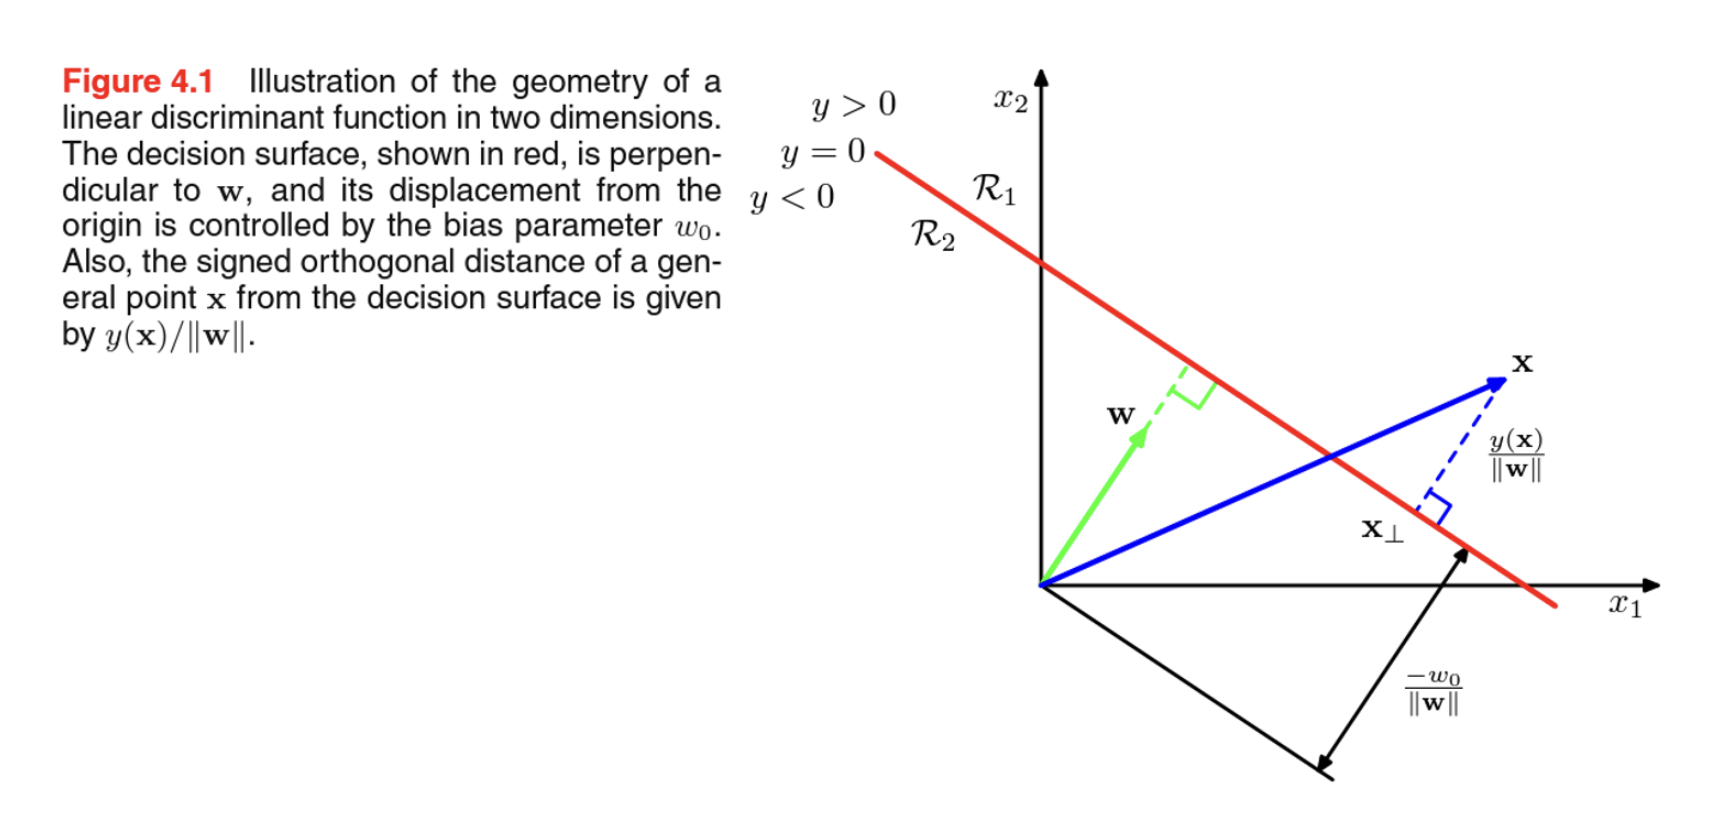 Figure 4.1 Illustration of the geometry of a
linear discriminant function in two dimensions.
The decision surface, shown in red, is perpen-
dicular to w, and its displacement from the
origin is controlled by the bias parameter w₀.
Also, the signed orthogonal distance of a gen-
eral point x from the decision surface is given
by y(x)/‖w‖.
y > 0
y = 0
y < 0
x₂
R₁
R₂
x
w
y(x)
‖w‖
x⊥
x₁
−w₀
‖w‖